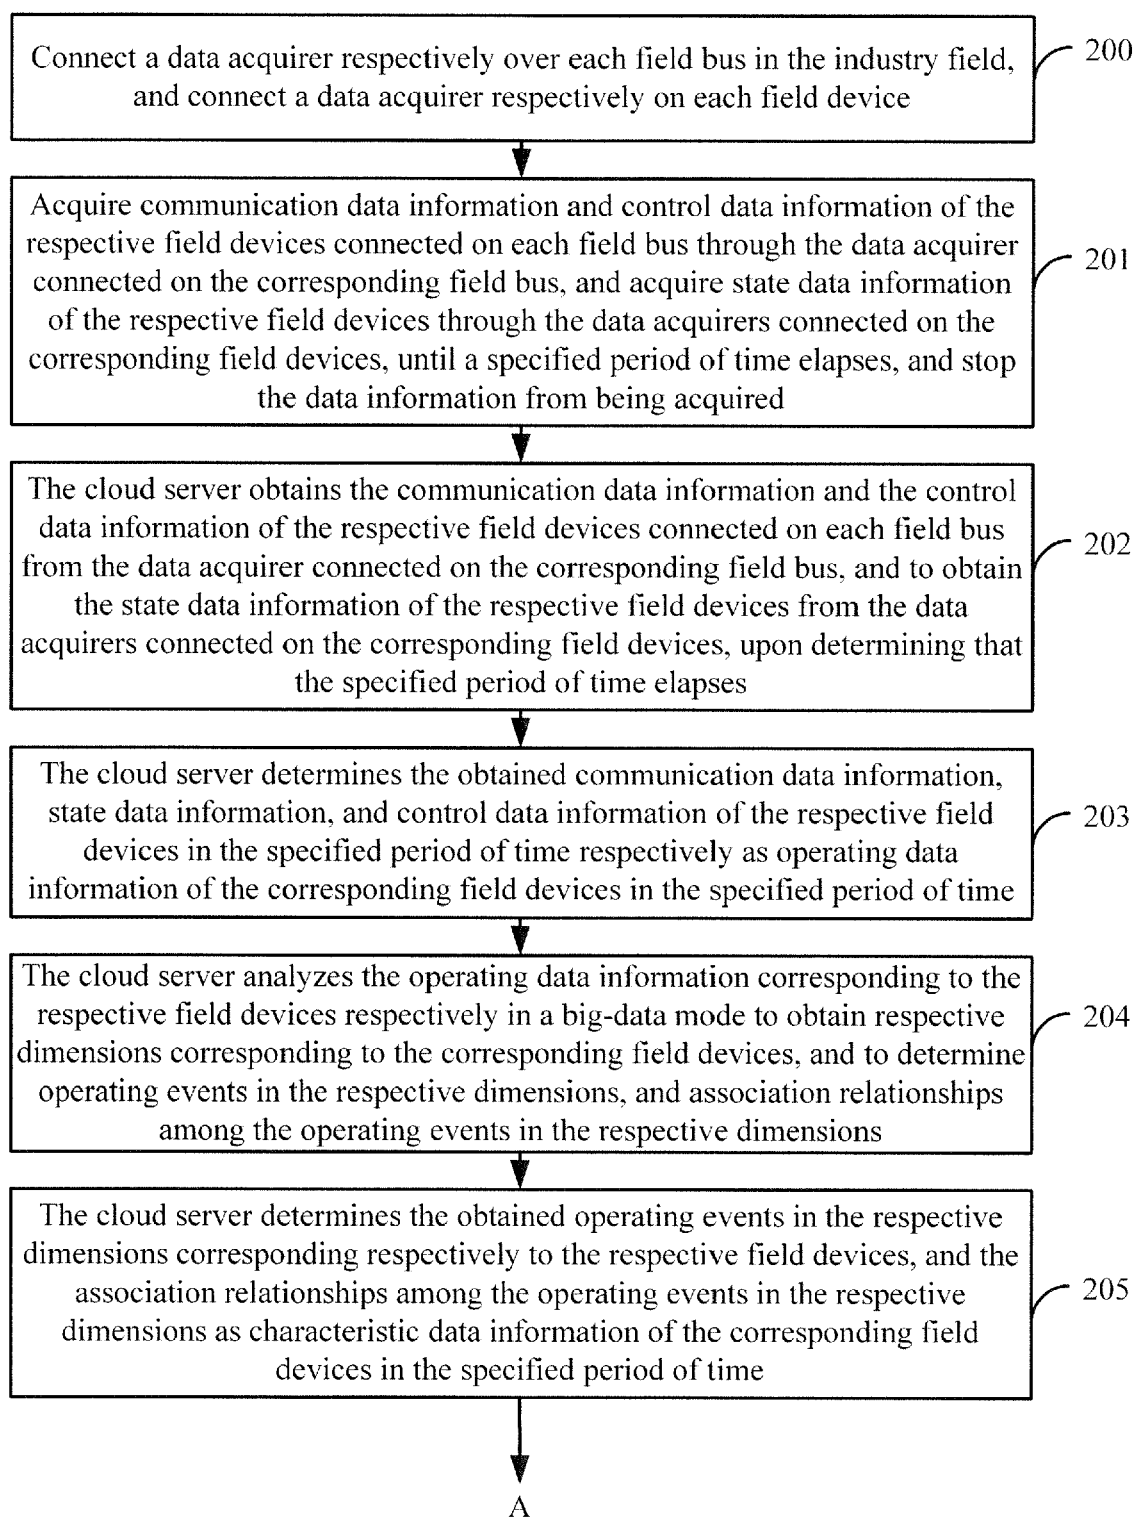 Connect a data acquirer respectively over each field bus in the industry field,
and connect a data acquirer respectively on each field device
200
Acquire communication data information and control data information of the
respective field devices connected on each field bus through the data acquirer
connected on the corresponding field bus, and acquire state data information
of the respective field devices through the data acquirers connected on the
corresponding field devices, until a specified period of time elapses, and stop
the data information from being acquired
201
The cloud server obtains the communication data information and the control
data information of the respective field devices connected on each field bus
from the data acquirer connected on the corresponding field bus, and to obtain
the state data information of the respective field devices from the data
acquirers connected on the corresponding field devices, upon determining that
the specified period of time elapses
202
The cloud server determines the obtained communication data information,
state data information, and control data information of the respective field
devices in the specified period of time respectively as operating data
information of the corresponding field devices in the specified period of time
203
The cloud server analyzes the operating data information corresponding to the
respective field devices respectively in a big-data mode to obtain respective
dimensions corresponding to the corresponding field devices, and to determine
operating events in the respective dimensions, and association relationships
among the operating events in the respective dimensions
204
The cloud server determines the obtained operating events in the respective
dimensions corresponding respectively to the respective field devices, and the
association relationships among the operating events in the respective
dimensions as characteristic data information of the corresponding field
devices in the specified period of time
205
A